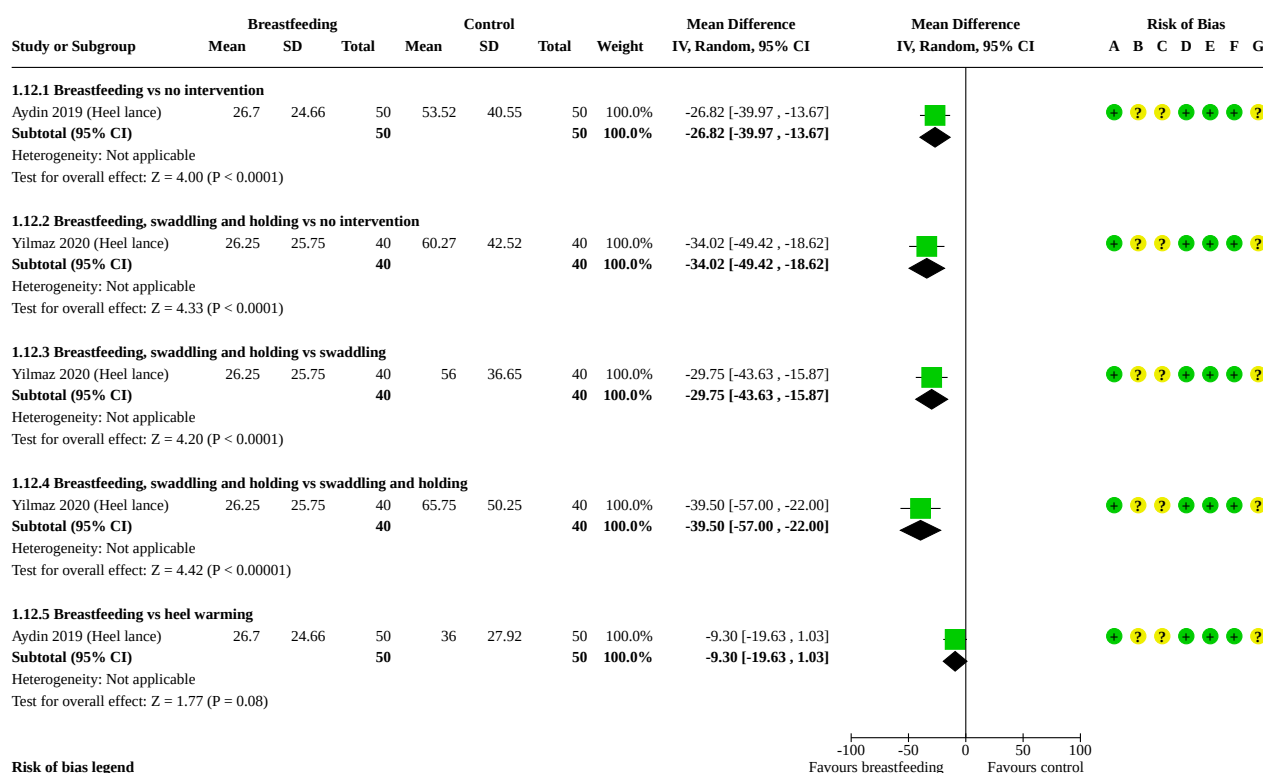 Breastfeeding Control Mean Difference Mean Difference Risk of Bias
Study or Subgroup Mean SD Total Mean SD Total Weight IV, Random, 95% CI IV, Random, 95% CI A B C D E F G
1.12.1 Breastfeeding vs no intervention
Aydin 2019 (Heel lance) 26.7 24.66 50 53.52 40.55 50 100.0% -26.82 [-39.97 , -13.67] + ? ? + + + ?
Subtotal (95% CI) 50 50 100.0% -26.82 [-39.97 , -13.67]
Heterogeneity: Not applicable
Test for overall effect: Z = 4.00 (P < 0.0001)
1.12.2 Breastfeeding, swaddling and holding vs no intervention
Yilmaz 2020 (Heel lance) 26.25 25.75 40 60.27 42.52 40 100.0% -34.02 [-49.42 , -18.62] + ? ? + + + ?
Subtotal (95% CI) 40 40 100.0% -34.02 [-49.42 , -18.62]
Heterogeneity: Not applicable
Test for overall effect: Z = 4.33 (P < 0.0001)
1.12.3 Breastfeeding, swaddling and holding vs swaddling
Yilmaz 2020 (Heel lance) 26.25 25.75 40 56 36.65 40 100.0% -29.75 [-43.63 , -15.87] + ? ? + + + ?
Subtotal (95% CI) 40 40 100.0% -29.75 [-43.63 , -15.87]
Heterogeneity: Not applicable
Test for overall effect: Z = 4.20 (P < 0.0001)
1.12.4 Breastfeeding, swaddling and holding vs swaddling and holding
Yilmaz 2020 (Heel lance) 26.25 25.75 40 65.75 50.25 40 100.0% -39.50 [-57.00 , -22.00] + ? ? + + + ?
Subtotal (95% CI) 40 40 100.0% -39.50 [-57.00 , -22.00]
Heterogeneity: Not applicable
Test for overall effect: Z = 4.42 (P < 0.00001)
1.12.5 Breastfeeding vs heel warming
Aydin 2019 (Heel lance) 26.7 24.66 50 36 27.92 50 100.0% -9.30 [-19.63 , 1.03] + ? ? + + + ?
Subtotal (95% CI) 50 50 100.0% -9.30 [-19.63 , 1.03]
Heterogeneity: Not applicable
Test for overall effect: Z = 1.77 (P = 0.08)
-100 -50 0 50 100
Risk of bias legend Favours breastfeeding Favours control